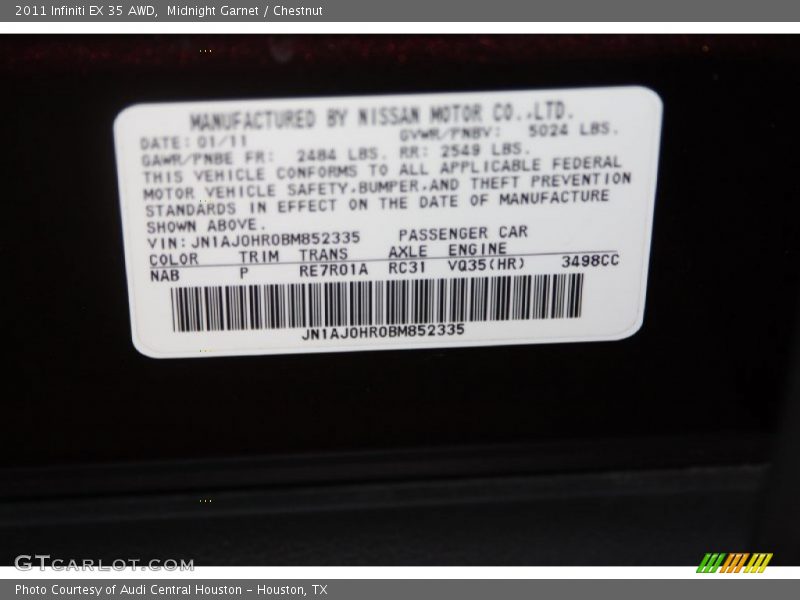 2011 Infiniti EX 35 AWD,  Midnight Garnet / Chestnut
MANUFACTURED BY NISSAN MOTOR CO.,LTD.
DATE: 01/11 GVWR/PNBV: 5024 LBS.
GAWR/PNBE FR: 2484 LBS. RR: 2549 LBS.
THIS VEHICLE CONFORMS TO ALL APPLICABLE FEDERAL
MOTOR VEHICLE SAFETY,BUMPER,AND THEFT PREVENTION
STANDARDS IN EFFECT ON THE DATE OF MANUFACTURE
SHOWN ABOVE.
VIN: JN1AJ0HR0BM852335 PASSENGER CAR
COLOR TRIM TRANS AXLE ENGINE
NAB P RE7R01A RC31 VQ35(HR) 3498CC
JN1AJ0HR0BM852335
GTCARLOT.COM
Photo Courtesy of Audi Central Houston - Houston, TX